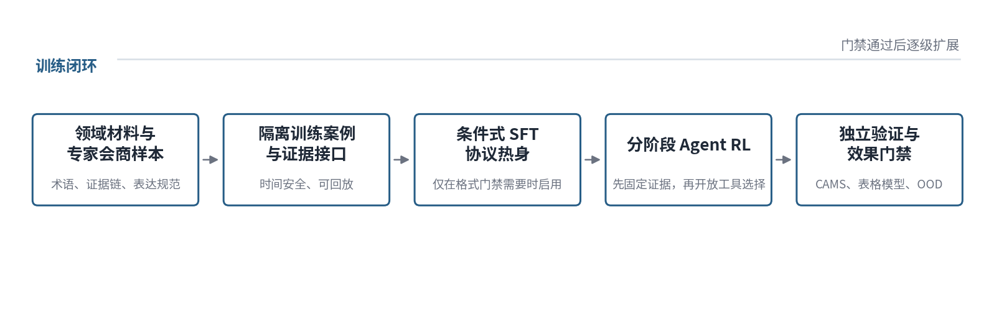 门禁通过后逐级扩展
训练闭环
领域材料与
专家会商样本
术语、证据链、表达规范
隔离训练案例
与证据接口
时间安全、可回放
条件式 SFT
协议热身
仅在格式门禁需要时启用
分阶段 Agent RL
先固定证据，再开放工具选择
独立验证与
效果门禁
CAMS、表格模型、OOD